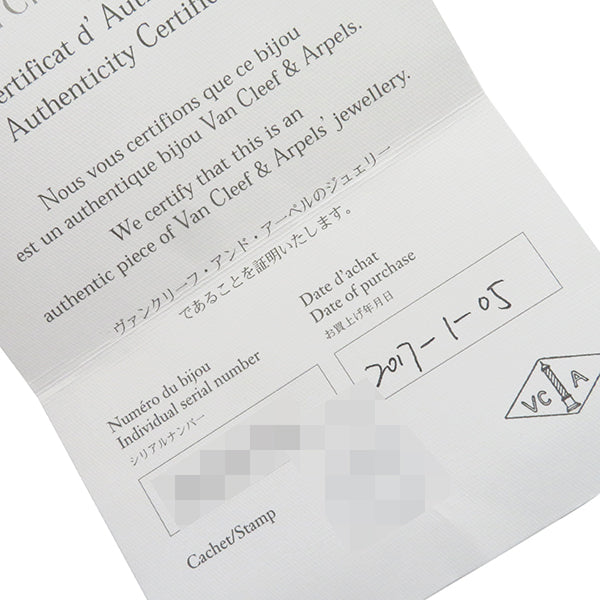 Certificat d' Auth
Authenticity Certifica
Nous vous certifions que ce bijou
est un authentique bijou Van Cleef & Arpels.
We certify that this is an
authentic piece of Van Cleef & Arpels' jewellery.
ヴァンクリーフ・アンド・アーペルのジュエリー
であることを証明いたします。
Date d'achat
Date of purchase
お買上げ年月日
2017-1-05
Numéro du bijou
Individual serial number
シリアルナンバー
VC A
Cachet/Stamp